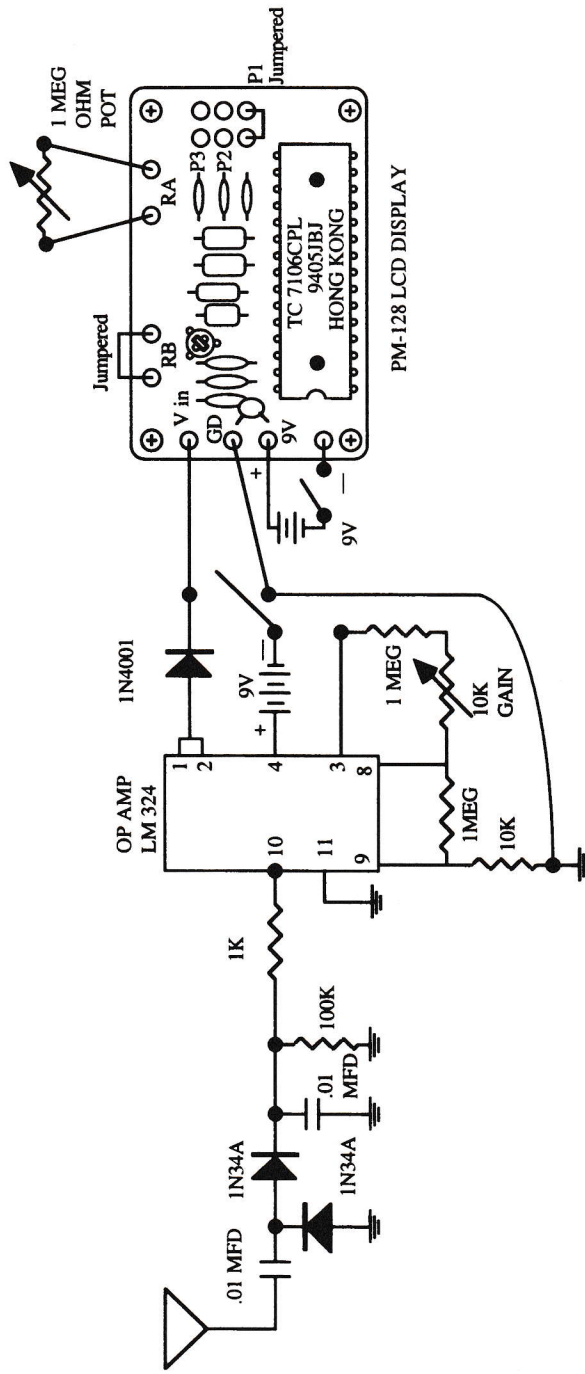 .01 MFD
1N34A
1N34A
.01
MFD
100K
1K
OP AMP
LM 324
10
11
9
1
2
4
3
8
1MEG
10K
1N4001
+
9V
—
1 MEG
10K
GAIN
Jumpered
RB
V in
GD
+
9V
—
9V
1 MEG
OHM
POT
RA
P3
P2
P1
Jumpered
TC 7106CPL
9405JBJ
HONG KONG
PM-128 LCD DISPLAY